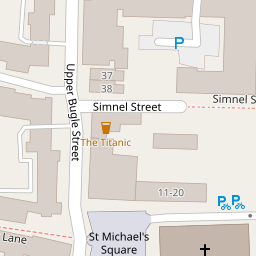 P
37
38
Simnel Street
Simnel S
Upper Bugle Street
The Titanic
11-20
P P
Lane
St Michael's
Square